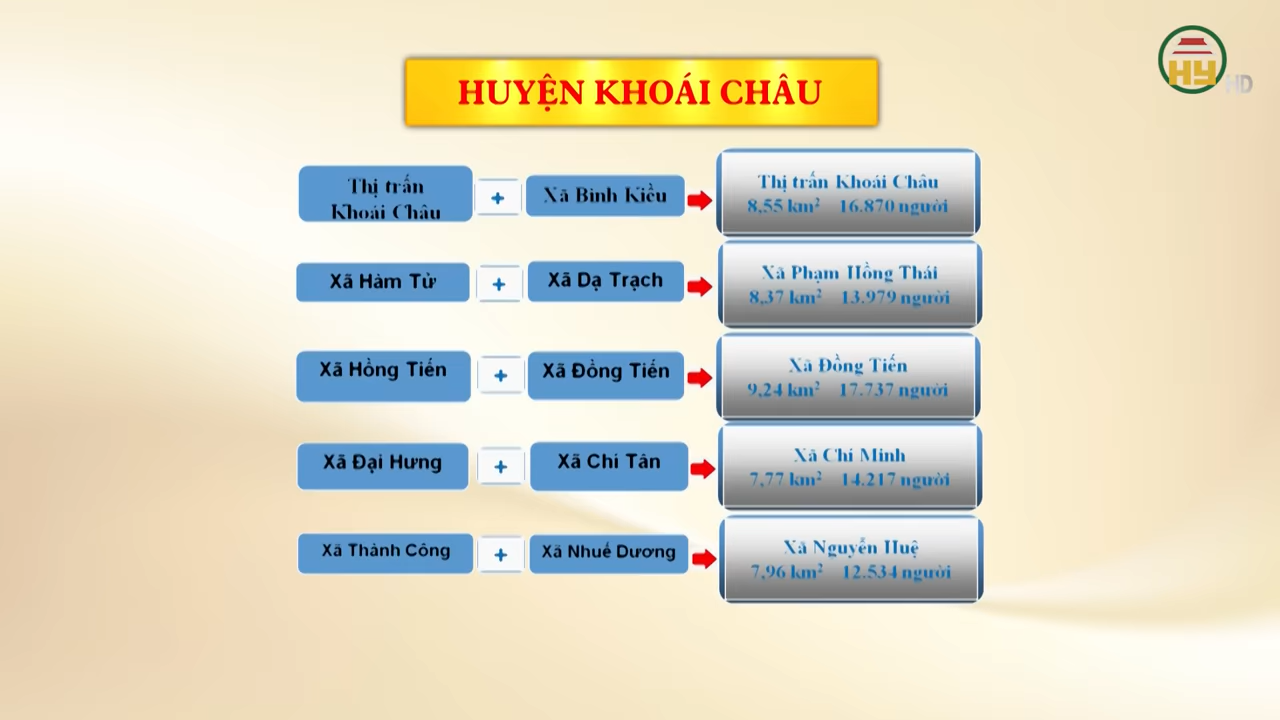 HY HD
HUYỆN KHOÁI CHÂU
Thị trấn
Khoái Châu
+
Xã Bình Kiều
Thị trấn Khoái Châu
8,55 km² 16.870 người
Xã Hàm Tử
+
Xã Dạ Trạch
Xã Phạm Hồng Thái
8,37 km² 13.979 người
Xã Hồng Tiến
+
Xã Đồng Tiến
Xã Đồng Tiến
9,24 km² 17.737 người
Xã Đại Hưng
+
Xã Chí Tân
Xã Chí Minh
7,77 km² 14.217 người
Xã Thành Công
+
Xã Nhuế Dương
Xã Nguyễn Huệ
7,96 km² 12.534 người